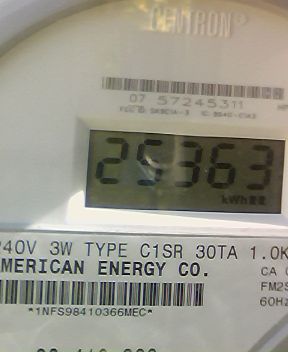 CENTRON®
07 57245311
25363
kWh
240V 3W TYPE C1SR 30TA 1.0K
AMERICAN ENERGY CO.
CA
FM2S
60Hz
*1NFS98410366MEC*